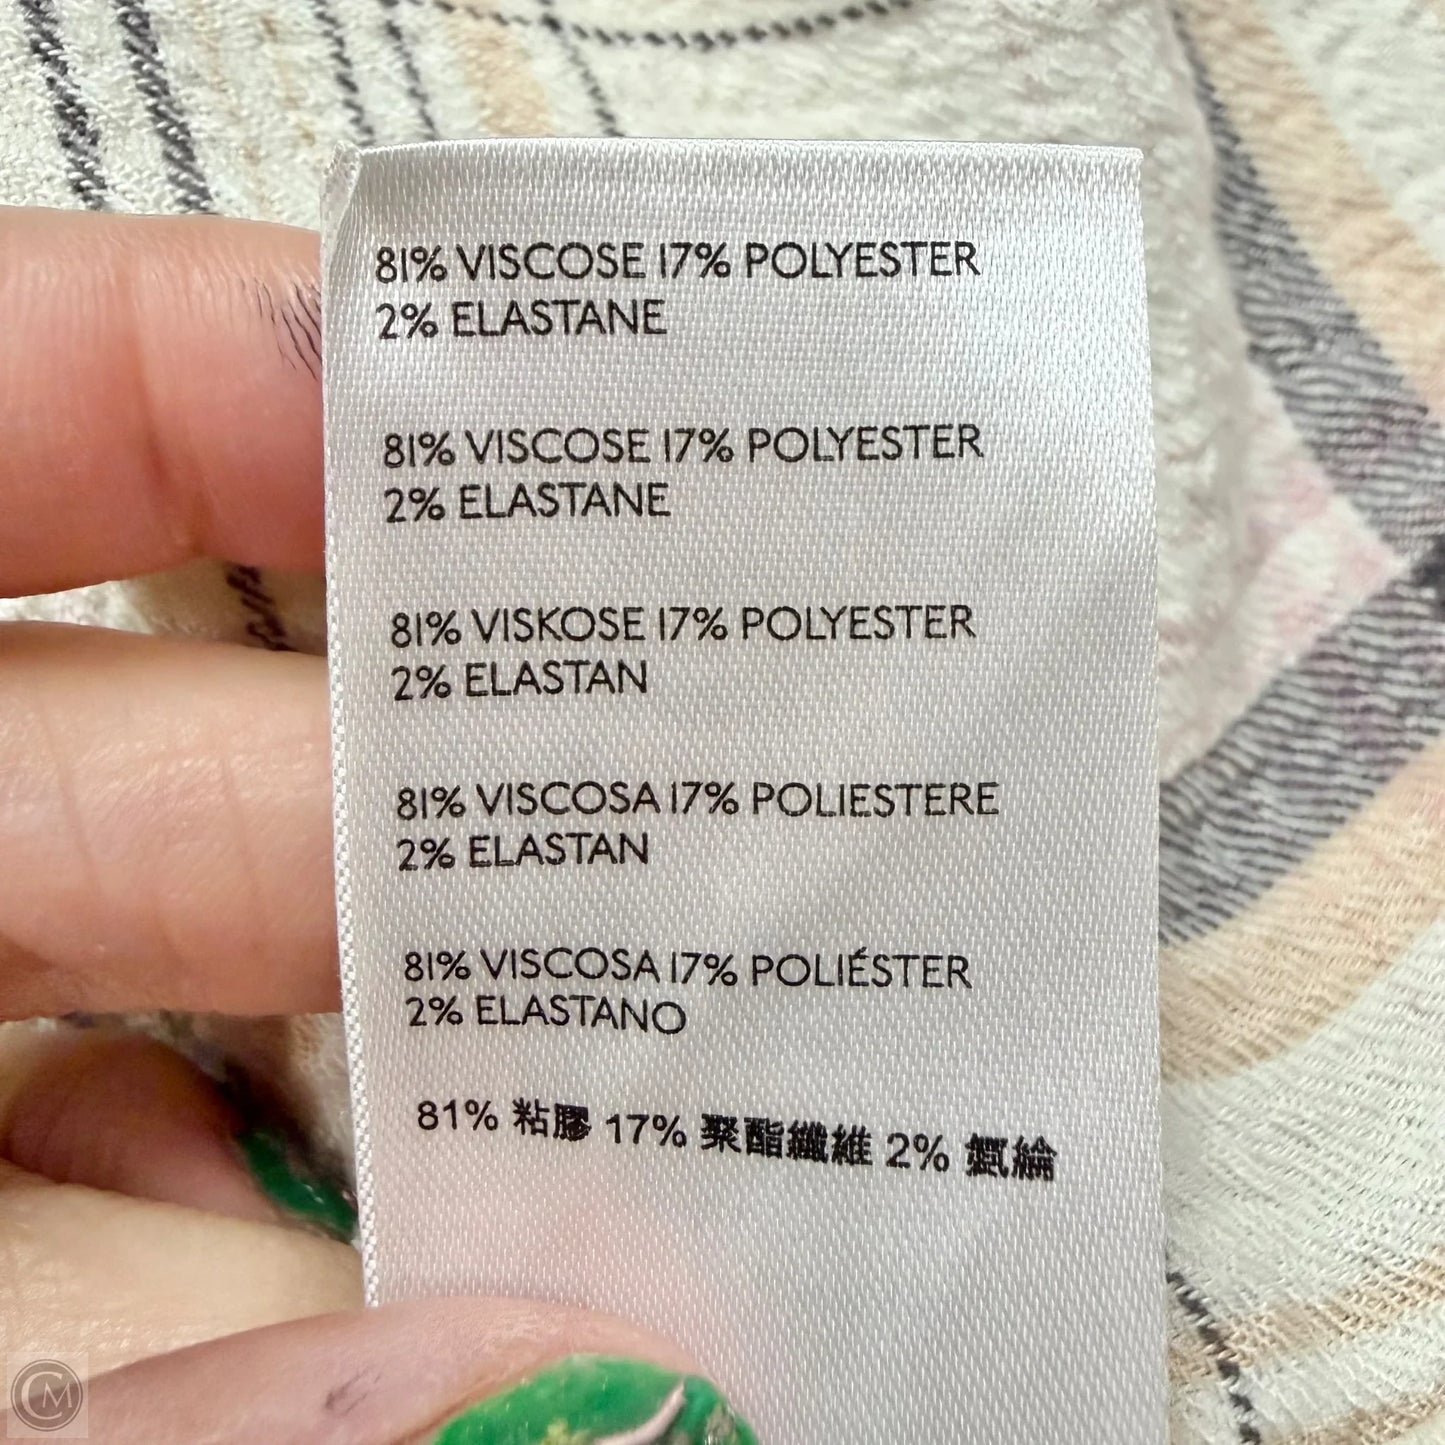 81% VISCOSE 17% POLYESTER
2% ELASTANE
81% VISCOSE 17% POLYESTER
2% ELASTANE
81% VISKOSE 17% POLYESTER
2% ELASTAN
81% VISCOSA 17% POLIESTERE
2% ELASTAN
81% VISCOSA 17% POLIÉSTER
2% ELASTANO
81% 粘膠 17% 聚酯纖維 2% 氨綸
CM